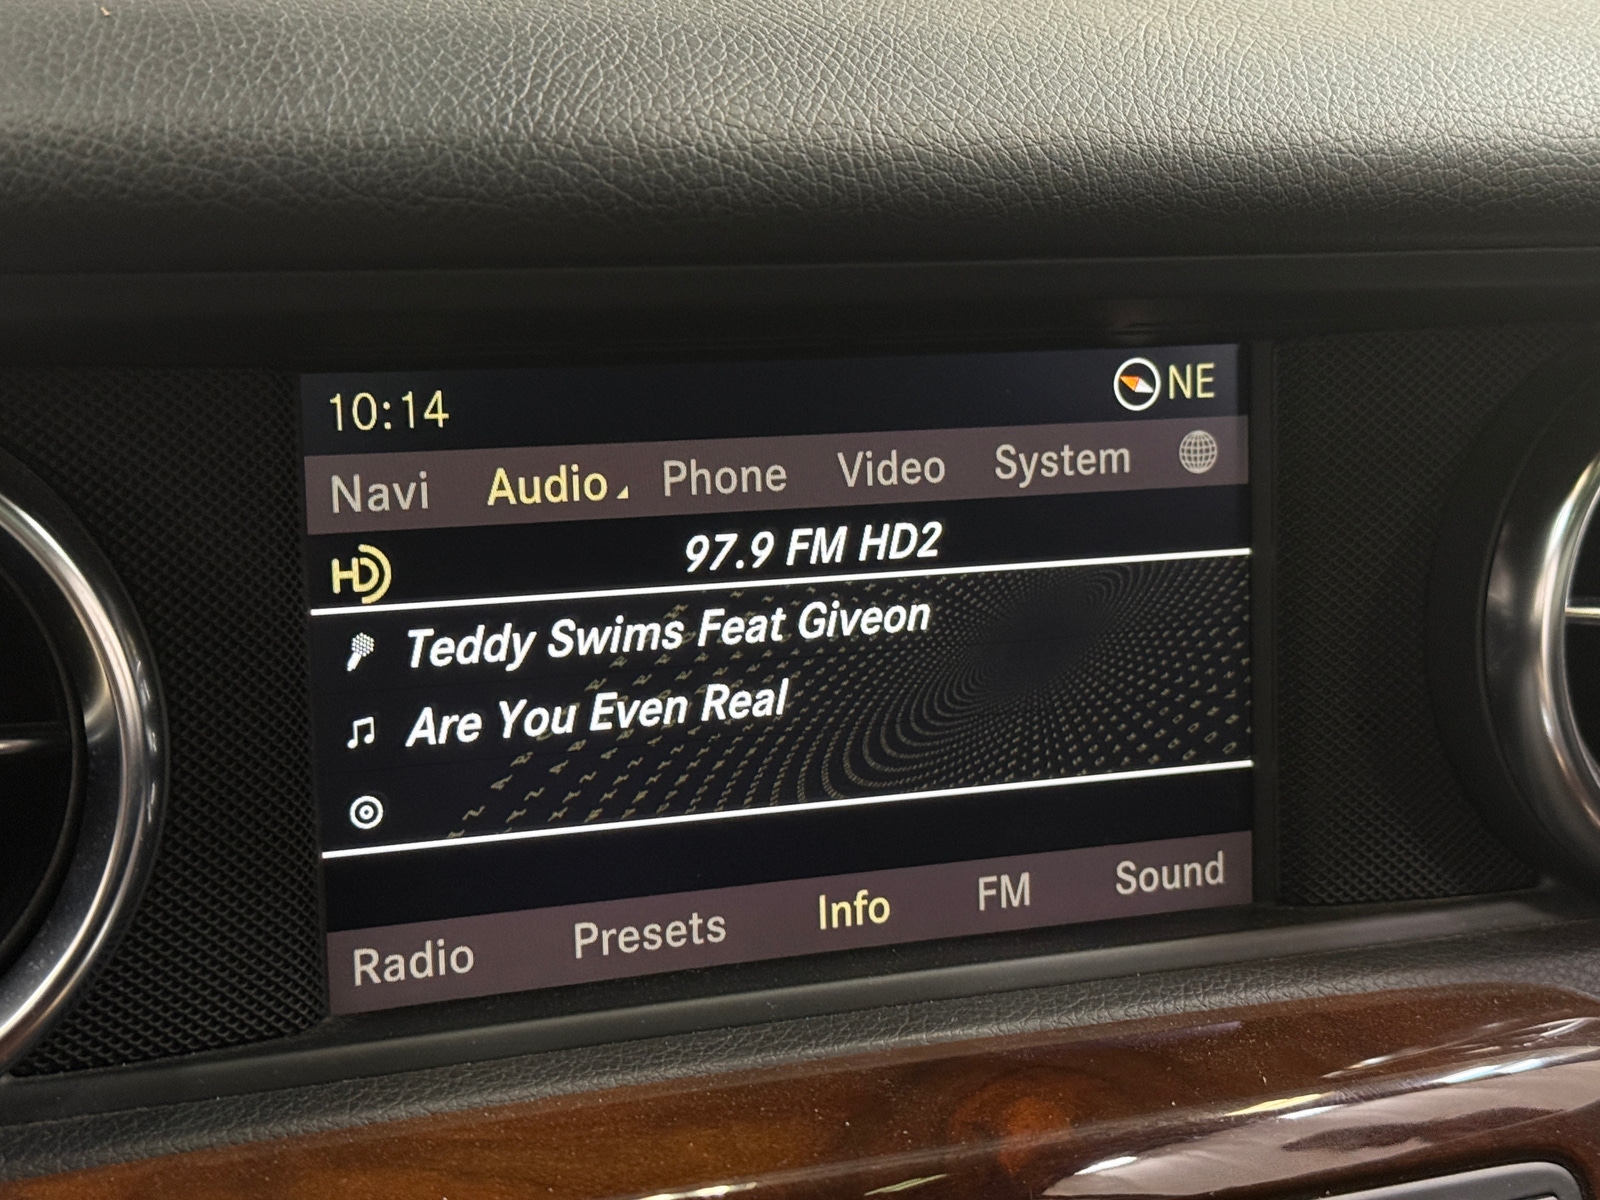 10:14 NE
Navi Audio Phone Video System
HD 97.9 FM HD2
Teddy Swims Feat Giveon
Are You Even Real
Radio Presets Info FM Sound